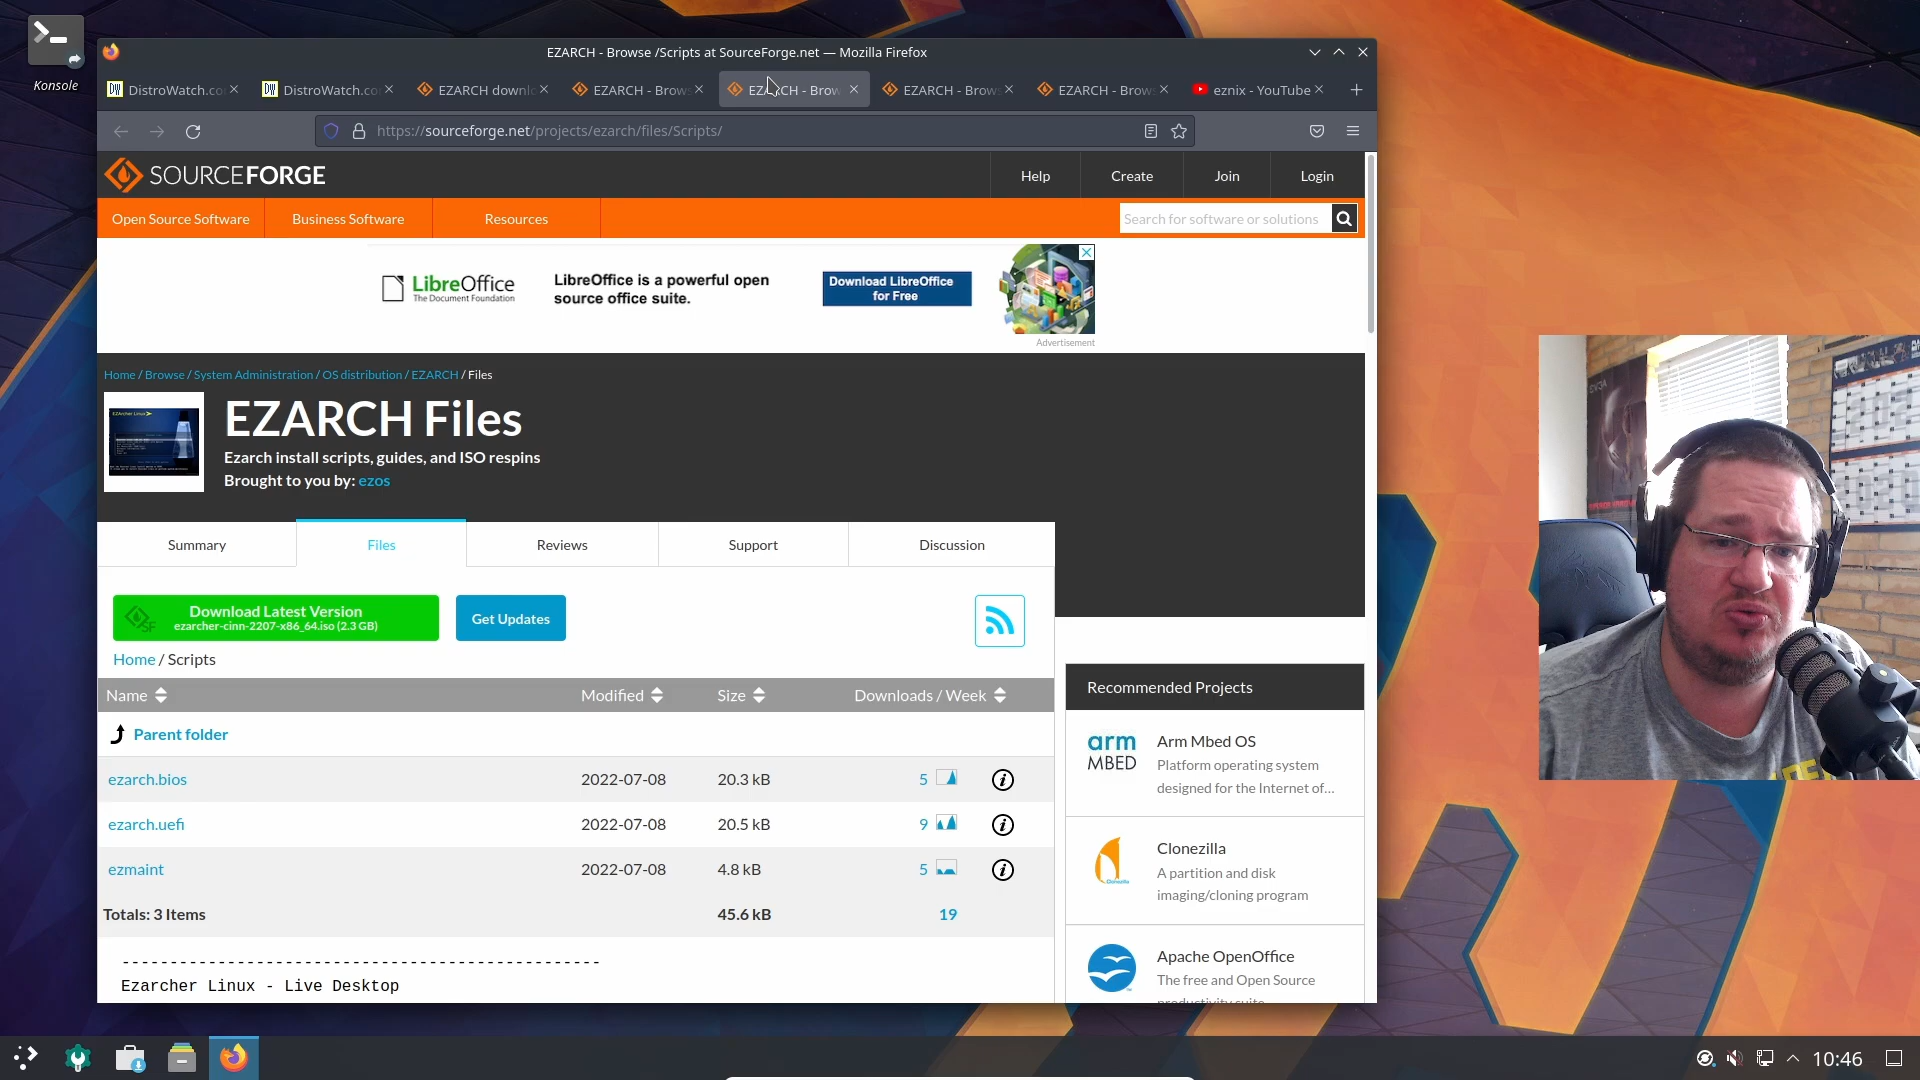 Konsole
EZARCH - Browse /Scripts at SourceForge.net — Mozilla Firefox
DistroWatch.co
DistroWatch.co
EZARCH downl
EZARCH - Brow
EZARCH - Brow
EZARCH - Brow
EZARCH - Brow
eznix - YouTube
https://sourceforge.net/projects/ezarch/files/Scripts/
SOURCEFORGE
Help
Create
Join
Login
Open Source Software
Business Software
Resources
Search for software or solutions
LibreOffice
The Document Foundation
LibreOffice is a powerful open
source office suite.
Download LibreOffice
for Free
Advertisement
Home / Browse / System Administration / OS distribution / EZARCH / Files
EZARCH Files
Ezarch install scripts, guides, and ISO respins
Brought to you by: ezos
Summary
Files
Reviews
Support
Discussion
Download Latest Version
ezarcher-cinn-2207-x86_64.iso (2.3 GB)
Get Updates
Home / Scripts
Name
Modified
Size
Downloads / Week
Parent folder
ezarch.bios 2022-07-08 20.3 kB 5
ezarch.uefi 2022-07-08 20.5 kB 9
ezmaint 2022-07-08 4.8 kB 5
Totals: 3 Items 45.6 kB 19
--------------------------------------------------
Ezarcher Linux - Live Desktop
Recommended Projects
arm
MBED
Arm Mbed OS
Platform operating system
designed for the Internet of...
Clonezilla
A partition and disk
imaging/cloning program
Apache OpenOffice
The free and Open Source
productivity suite
10:46